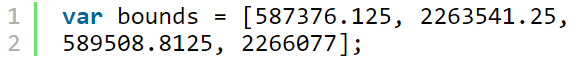 1 var bounds = [587376.125, 2263541.25,
2 589508.8125, 2266077];